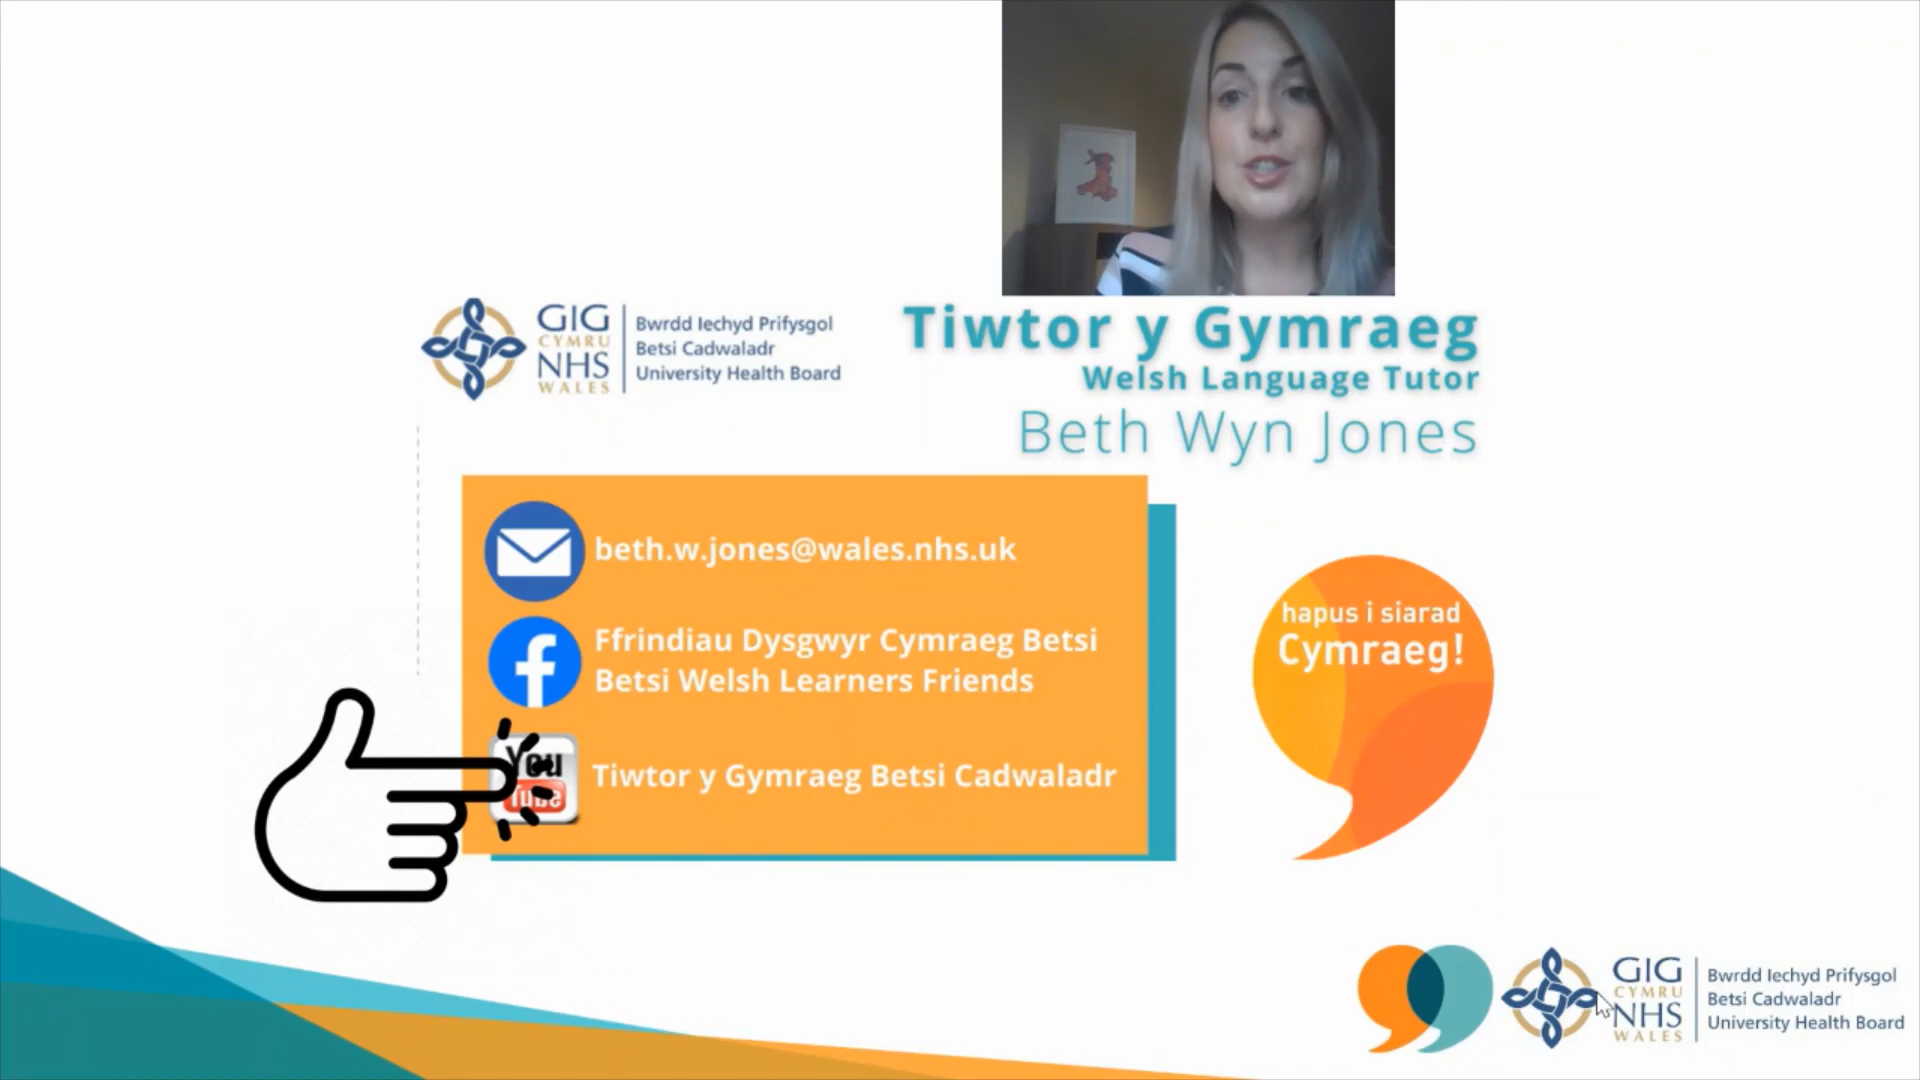 GIG
CYMRU
NHS
WALES
Bwrdd Iechyd Prifysgol
Betsi Cadwaladr
University Health Board
Tiwtor y Gymraeg
Welsh Language Tutor
Beth Wyn Jones
beth.w.jones@wales.nhs.uk
Ffrindiau Dysgwyr Cymraeg Betsi
Betsi Welsh Learners Friends
You
Tube
Tiwtor y Gymraeg Betsi Cadwaladr
hapus i siarad
Cymraeg!
GIG
CYMRU
NHS
WALES
Bwrdd Iechyd Prifysgol
Betsi Cadwaladr
University Health Board